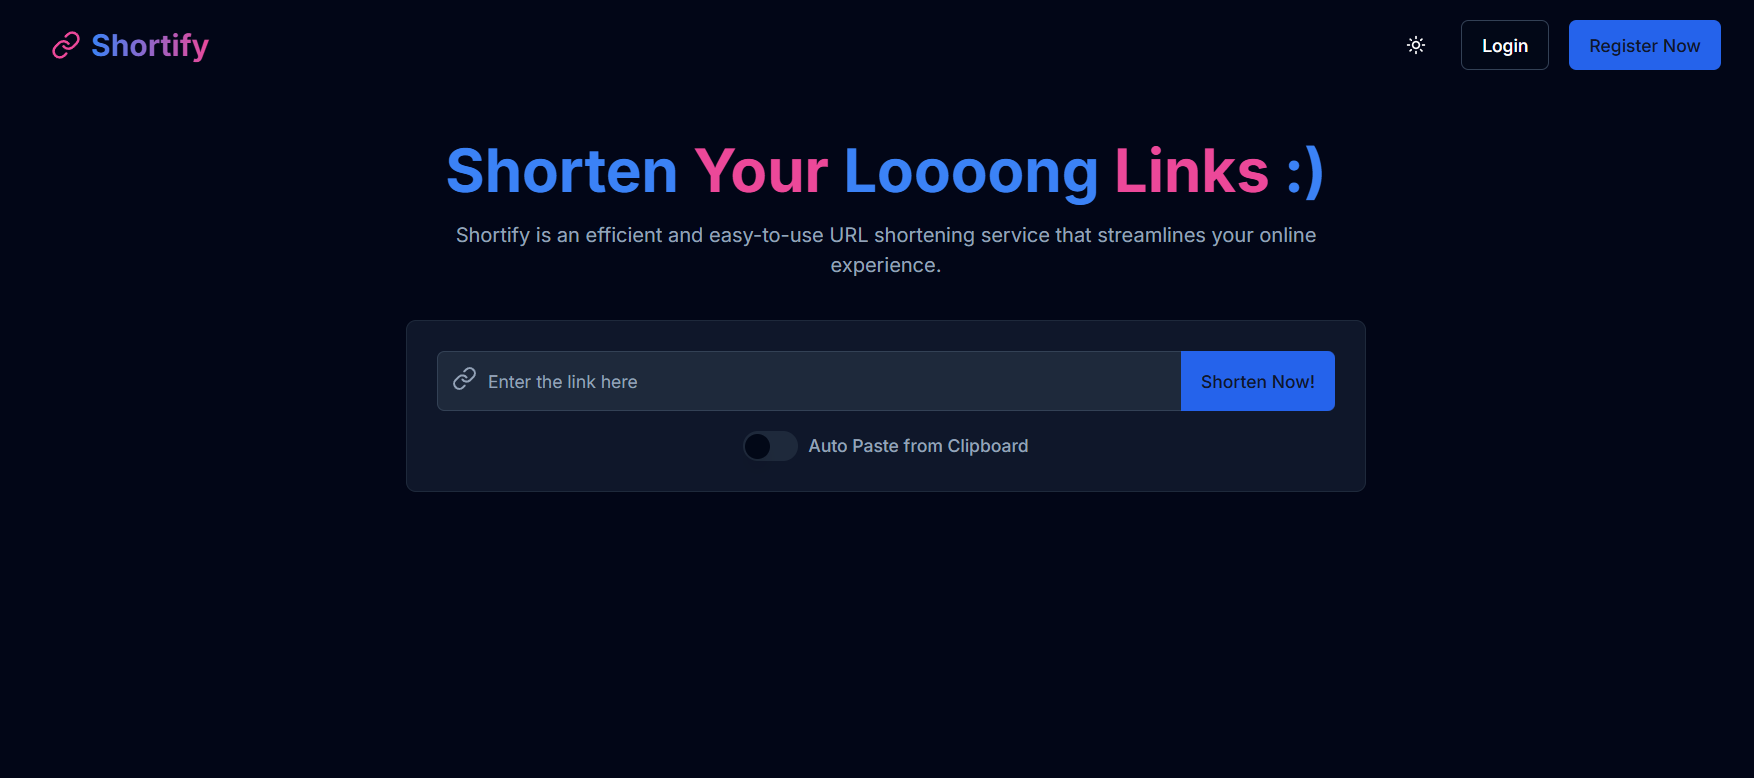 Shortify
Login
Register Now
Shorten Your Loooong Links :)
Shortify is an efficient and easy-to-use URL shortening service that streamlines your online
experience.
Enter the link here
Shorten Now!
Auto Paste from Clipboard